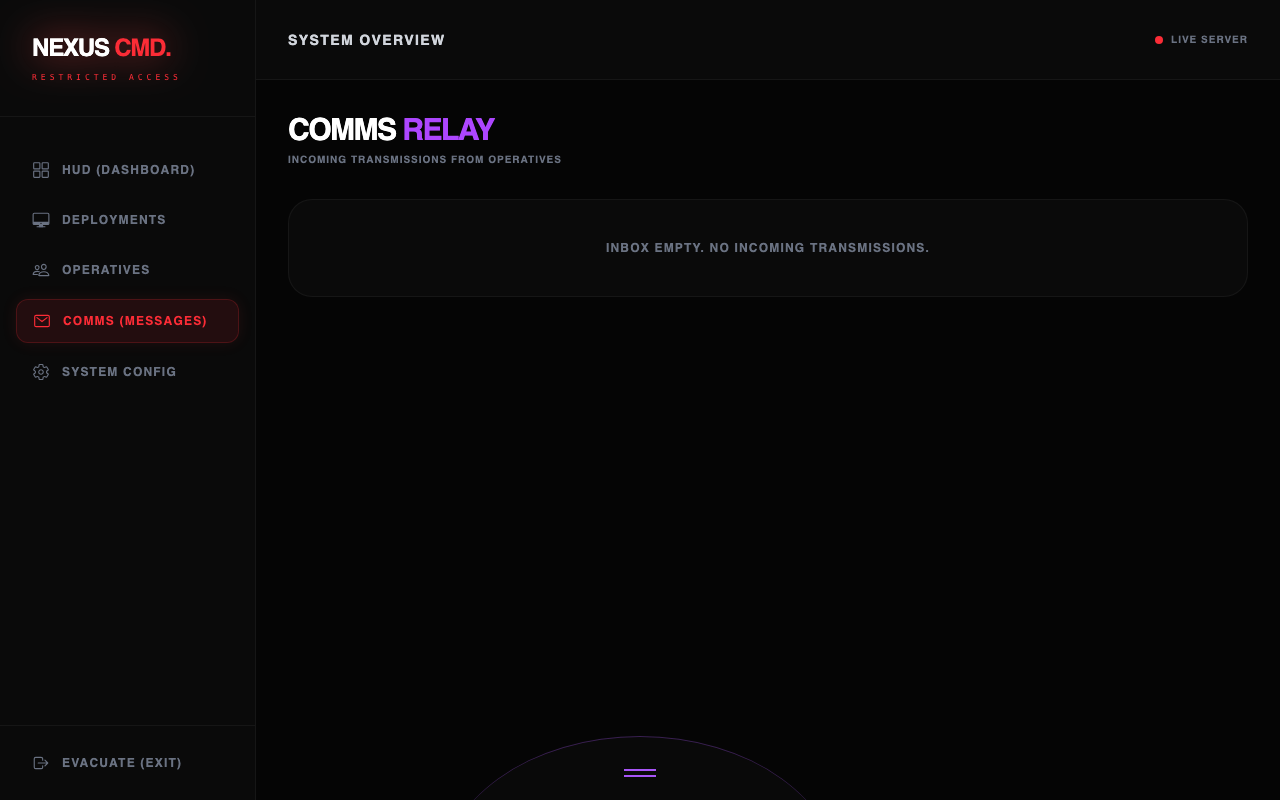 NEXUS CMD.
RESTRICTED ACCESS
HUD (DASHBOARD)
DEPLOYMENTS
OPERATIVES
COMMS (MESSAGES)
SYSTEM CONFIG
EVACUATE (EXIT)
SYSTEM OVERVIEW
LIVE SERVER
COMMS RELAY
INCOMING TRANSMISSIONS FROM OPERATIVES
INBOX EMPTY. NO INCOMING TRANSMISSIONS.